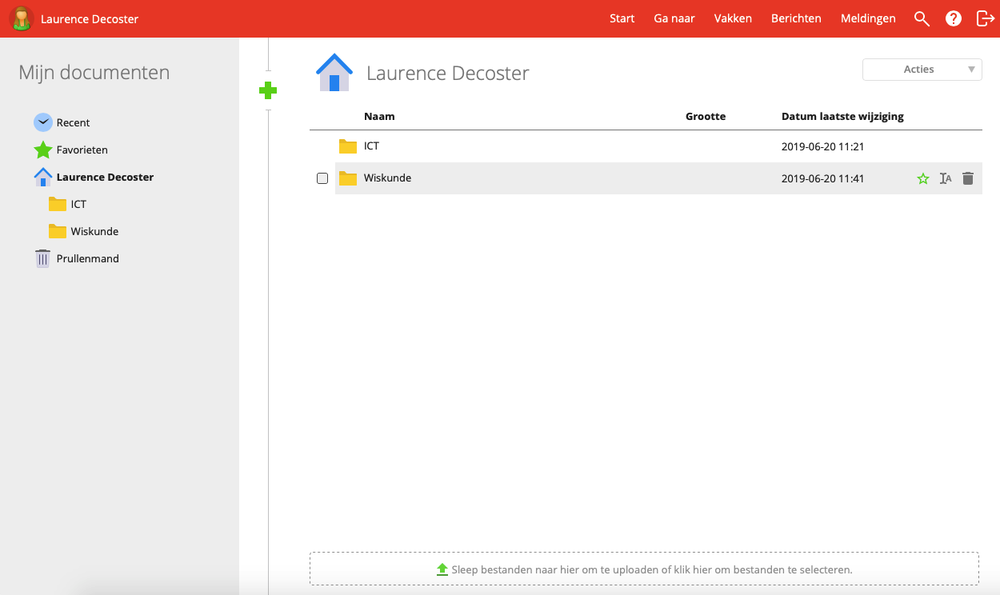 Laurence Decoster
Start Ga naar Vakken Berichten Meldingen ?
Mijn documenten
Recent
Favorieten
Laurence Decoster
ICT
Wiskunde
Prullenmand
Laurence Decoster
Acties
Naam Grootte Datum laatste wijziging
ICT 2019-06-20 11:21
Wiskunde 2019-06-20 11:41
Sleep bestanden naar hier om te uploaden of klik hier om bestanden te selecteren.